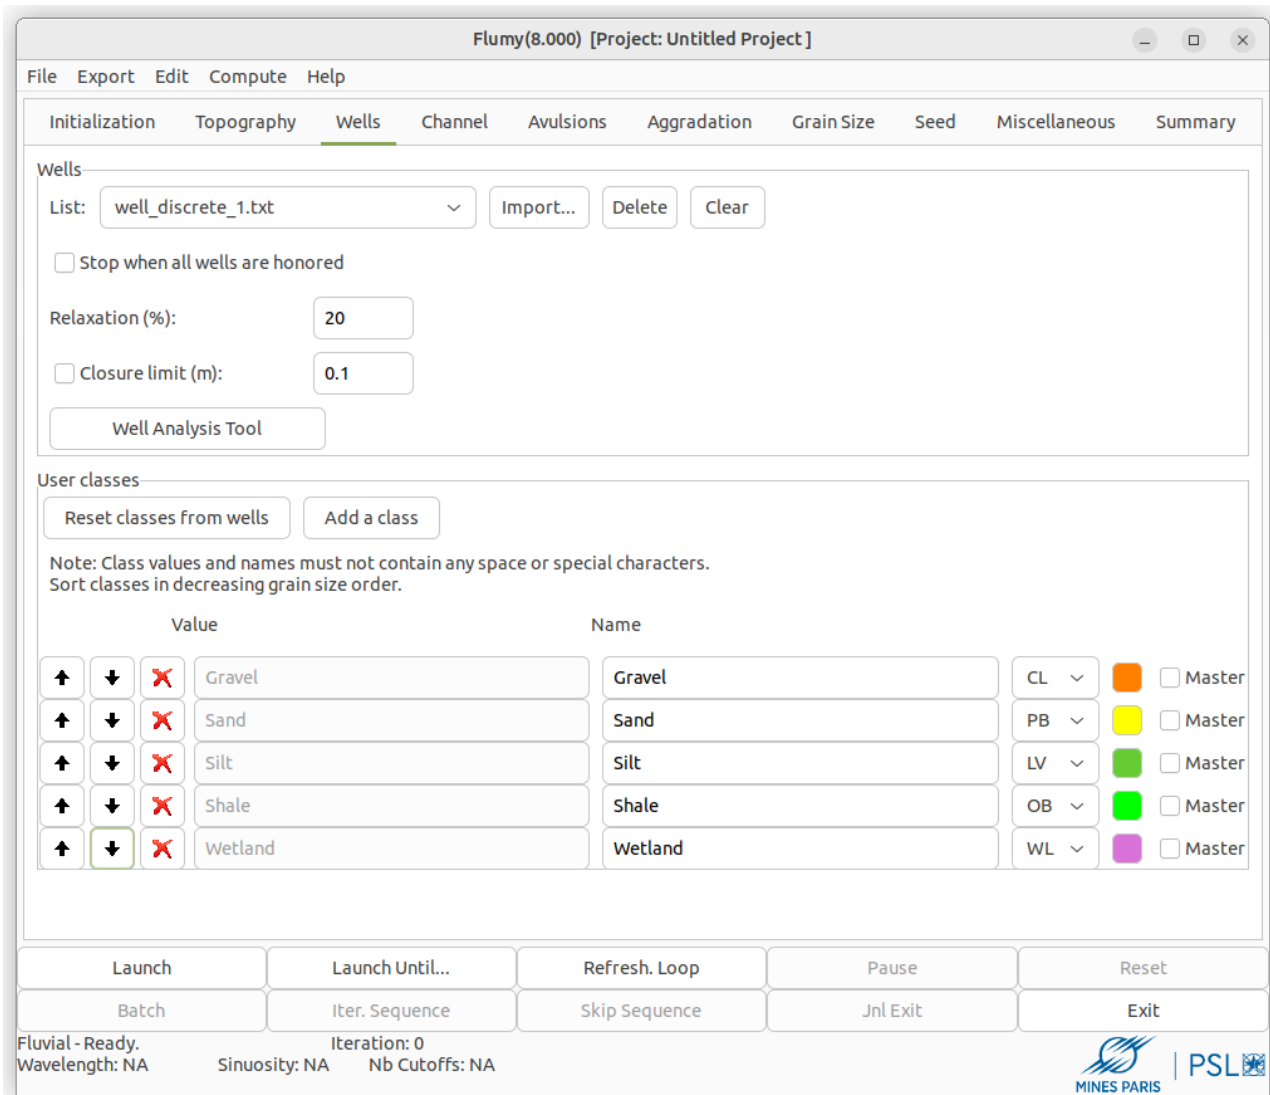 Flumy(8.000) [Project: Untitled Project ]
File Export Edit Compute Help
Initialization Topography Wells Channel Avulsions Aggradation Grain Size Seed Miscellaneous Summary
Wells
List: well_discrete_1.txt Import... Delete Clear
Stop when all wells are honored
Relaxation (%): 20
Closure limit (m): 0.1
Well Analysis Tool
User classes
Reset classes from wells Add a class
Note: Class values and names must not contain any space or special characters.
Sort classes in decreasing grain size order.
Value Name
Gravel Gravel CL Master
Sand Sand PB Master
Silt Silt LV Master
Shale Shale OB Master
Wetland Wetland WL Master
Launch Launch Until... Refresh. Loop Pause Reset
Batch Iter. Sequence Skip Sequence Jnl Exit Exit
Fluvial - Ready. Iteration: 0
Wavelength: NA Sinuosity: NA Nb Cutoffs: NA
MINES PARIS | PSL